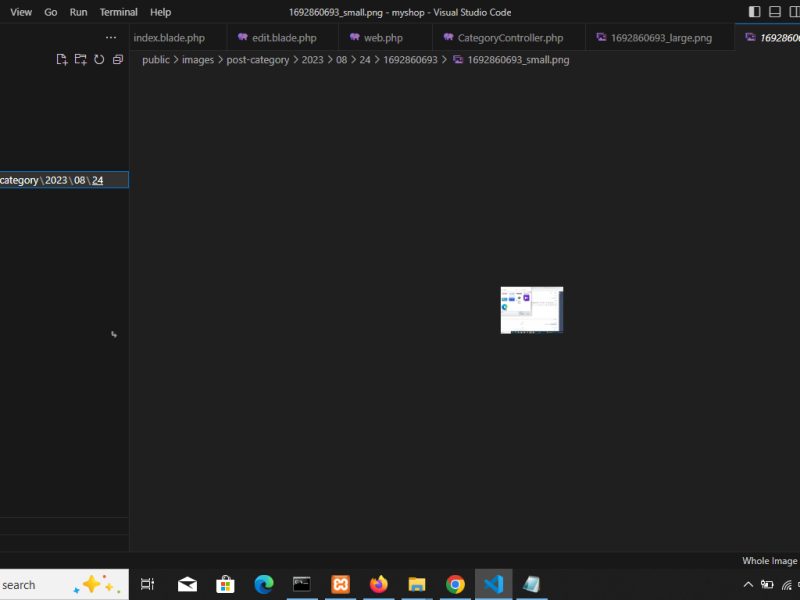 View Go Run Terminal Help 1692860693_small.png - myshop - Visual Studio Code
index.blade.php edit.blade.php web.php CategoryController.php 1692860693_large.png 16928606
public > images > post-category > 2023 > 08 > 24 > 1692860693 > 1692860693_small.png
category\2023\08\24
Whole Image
search